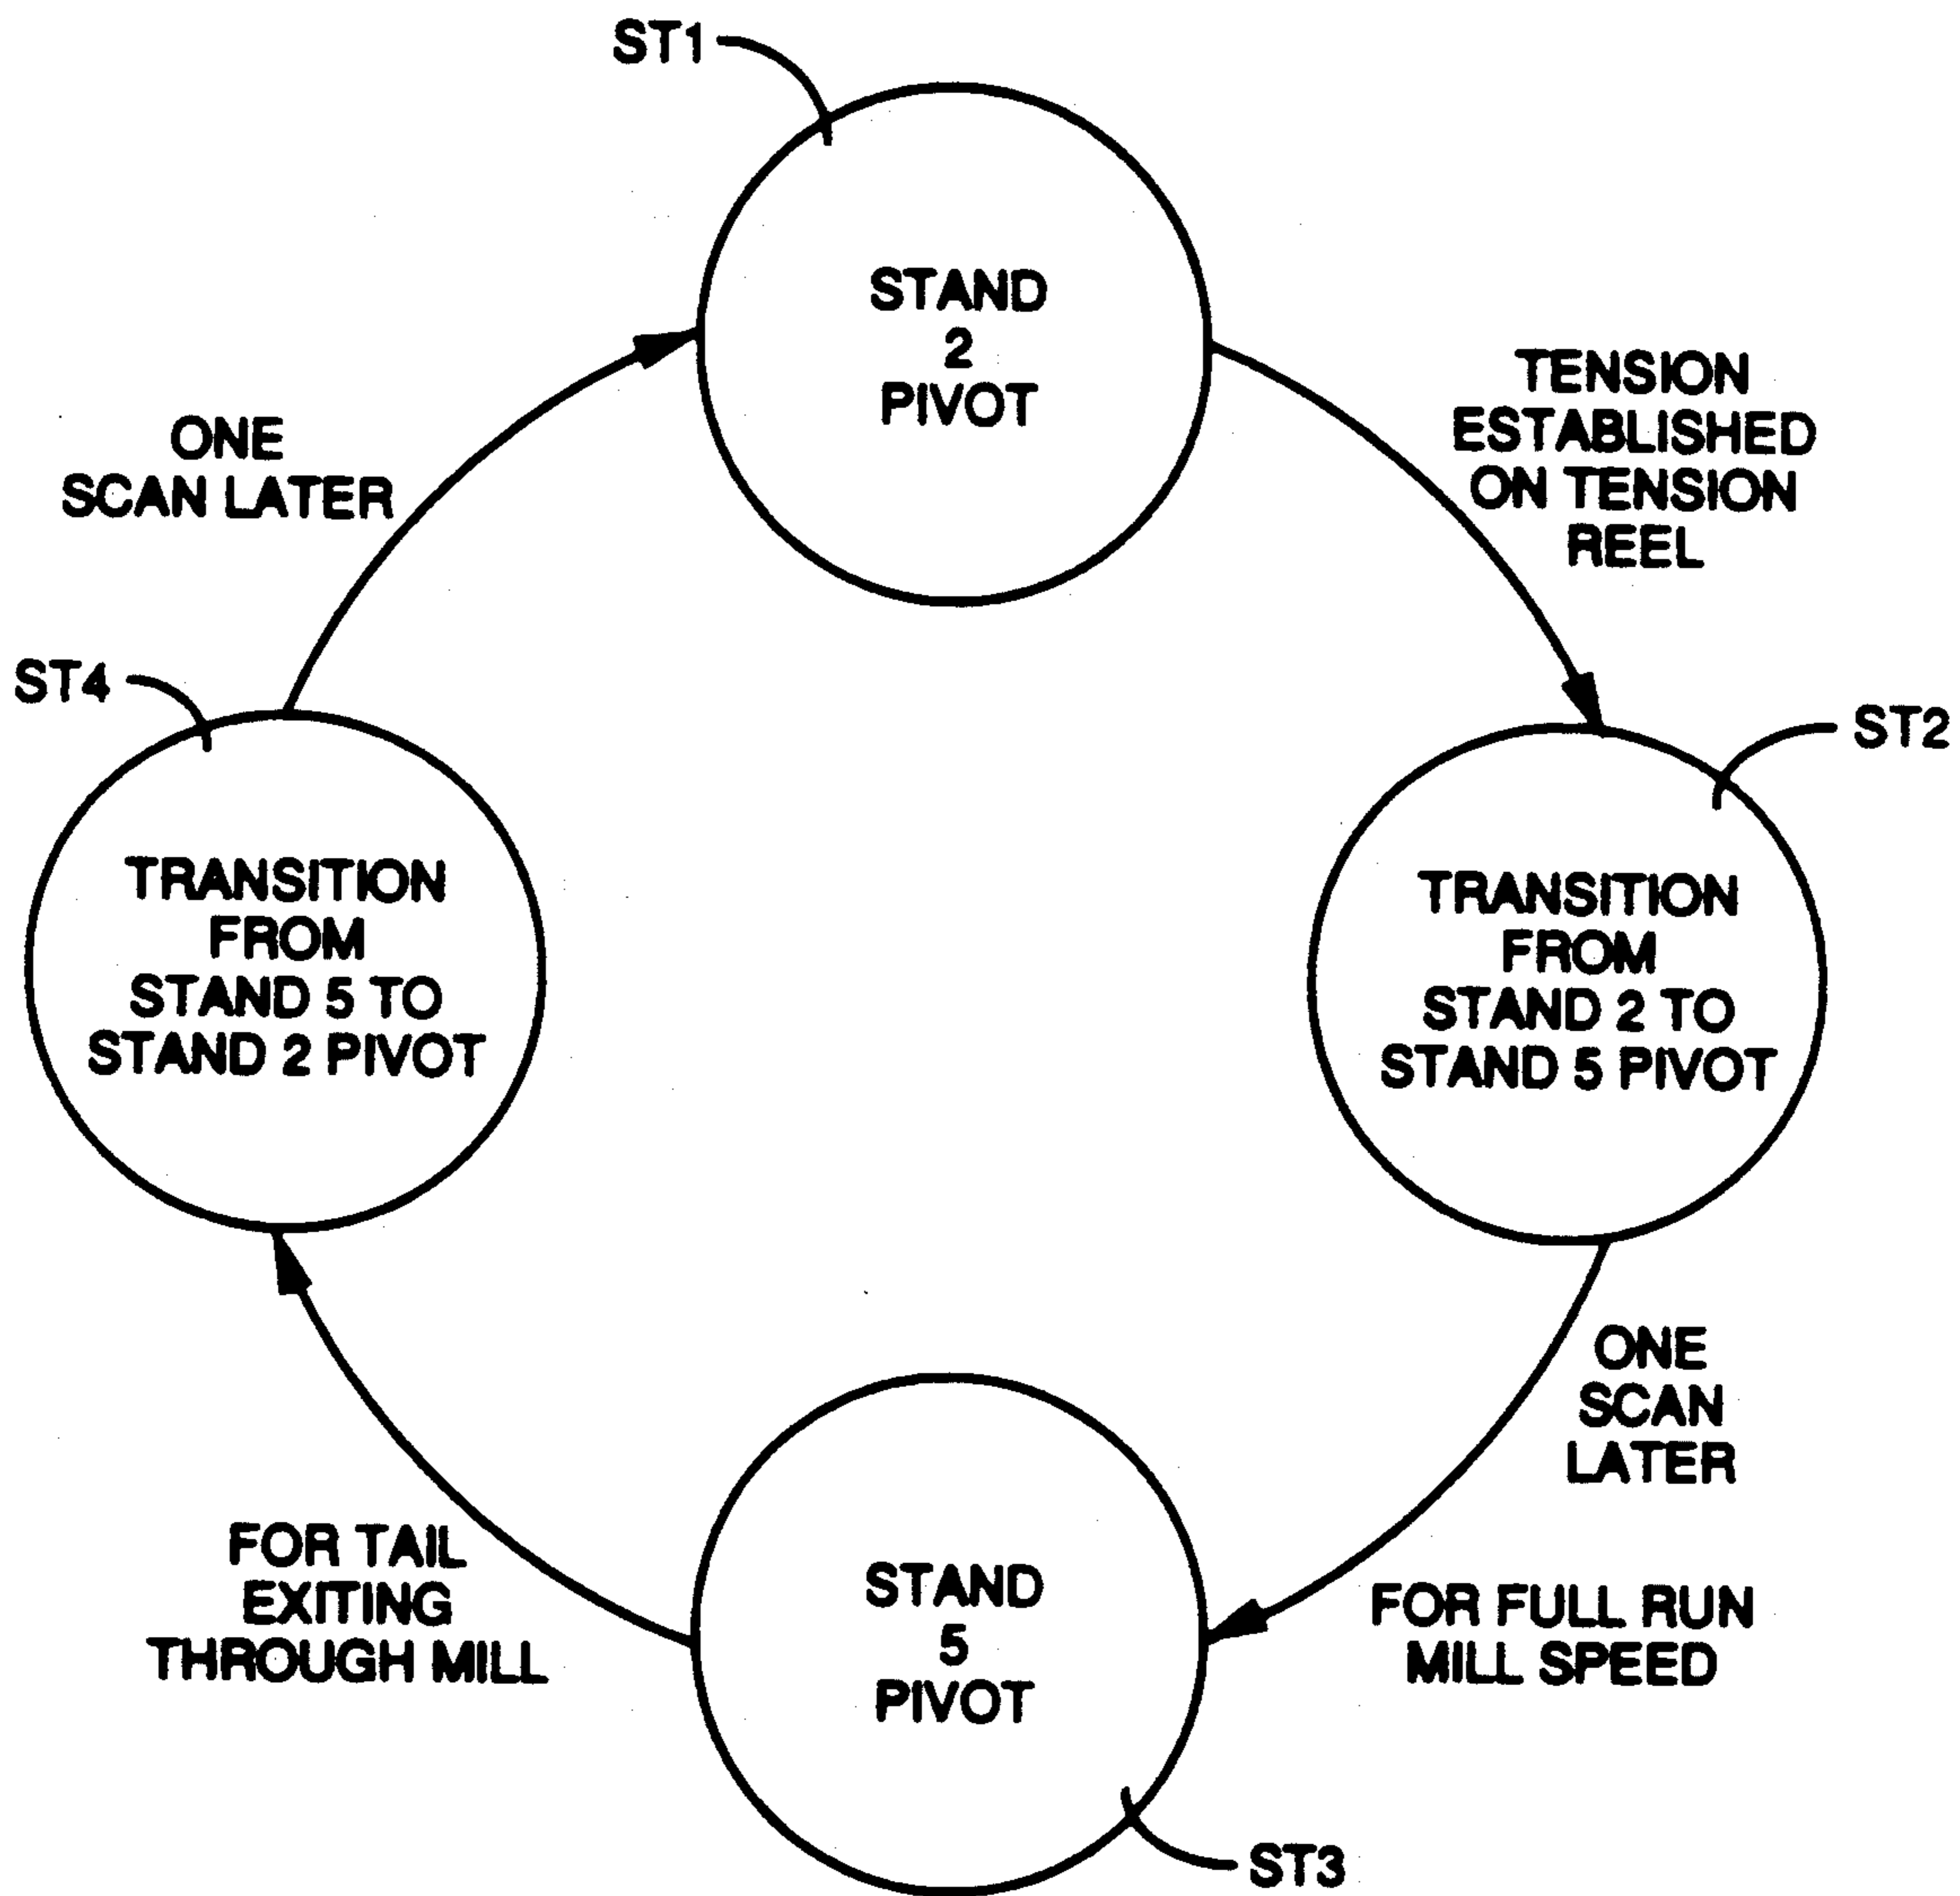 ST1
STAND
2
PIVOT
TENSION
ESTABLISHED
ON TENSION
REEL
ONE
SCAN LATER
ST4
ST2
TRANSITION
FROM
STAND 5 TO
STAND 2 PIVOT
TRANSITION
FROM
STAND 2 TO
STAND 5 PIVOT
ONE
SCAN
LATER
FOR TAIL
EXITING
THROUGH MILL
STAND
5
PIVOT
FOR FULL RUN
MILL SPEED
ST3